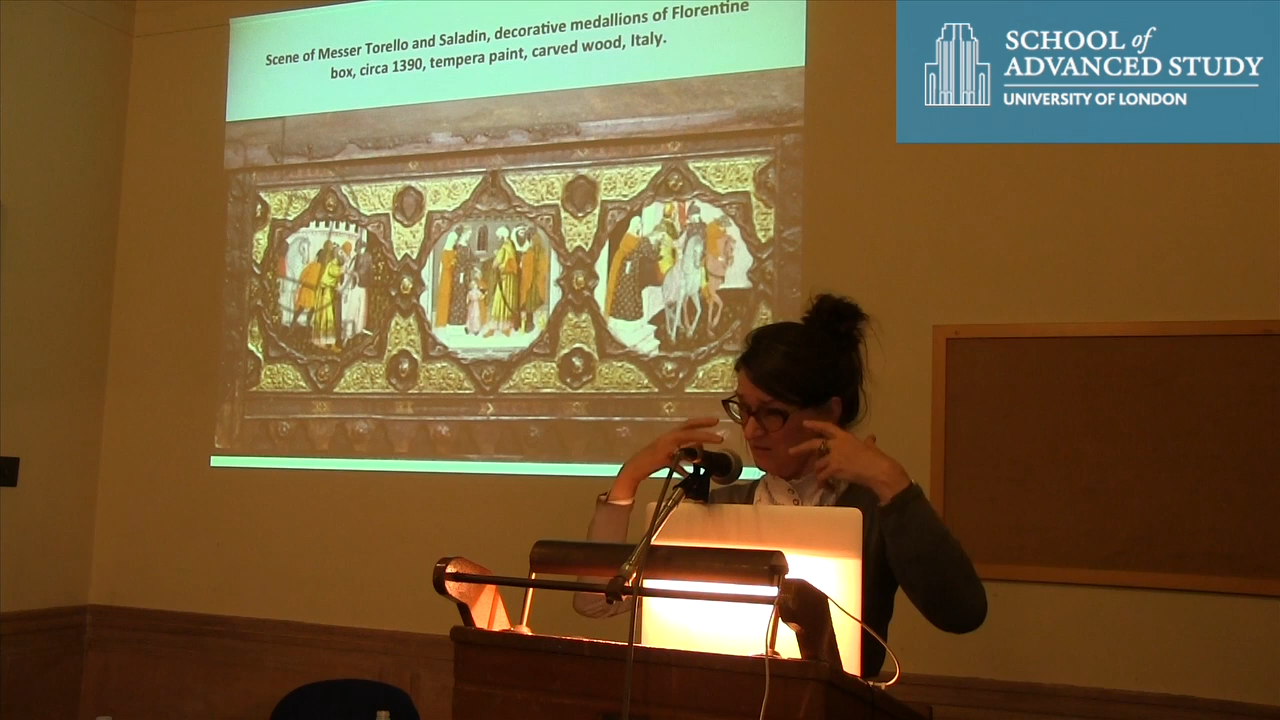 Scene of Messer Torello and Saladin, decorative medallions of Florentine
box, circa 1390, tempera paint, carved wood, Italy.
SCHOOL of
ADVANCED STUDY
UNIVERSITY OF LONDON